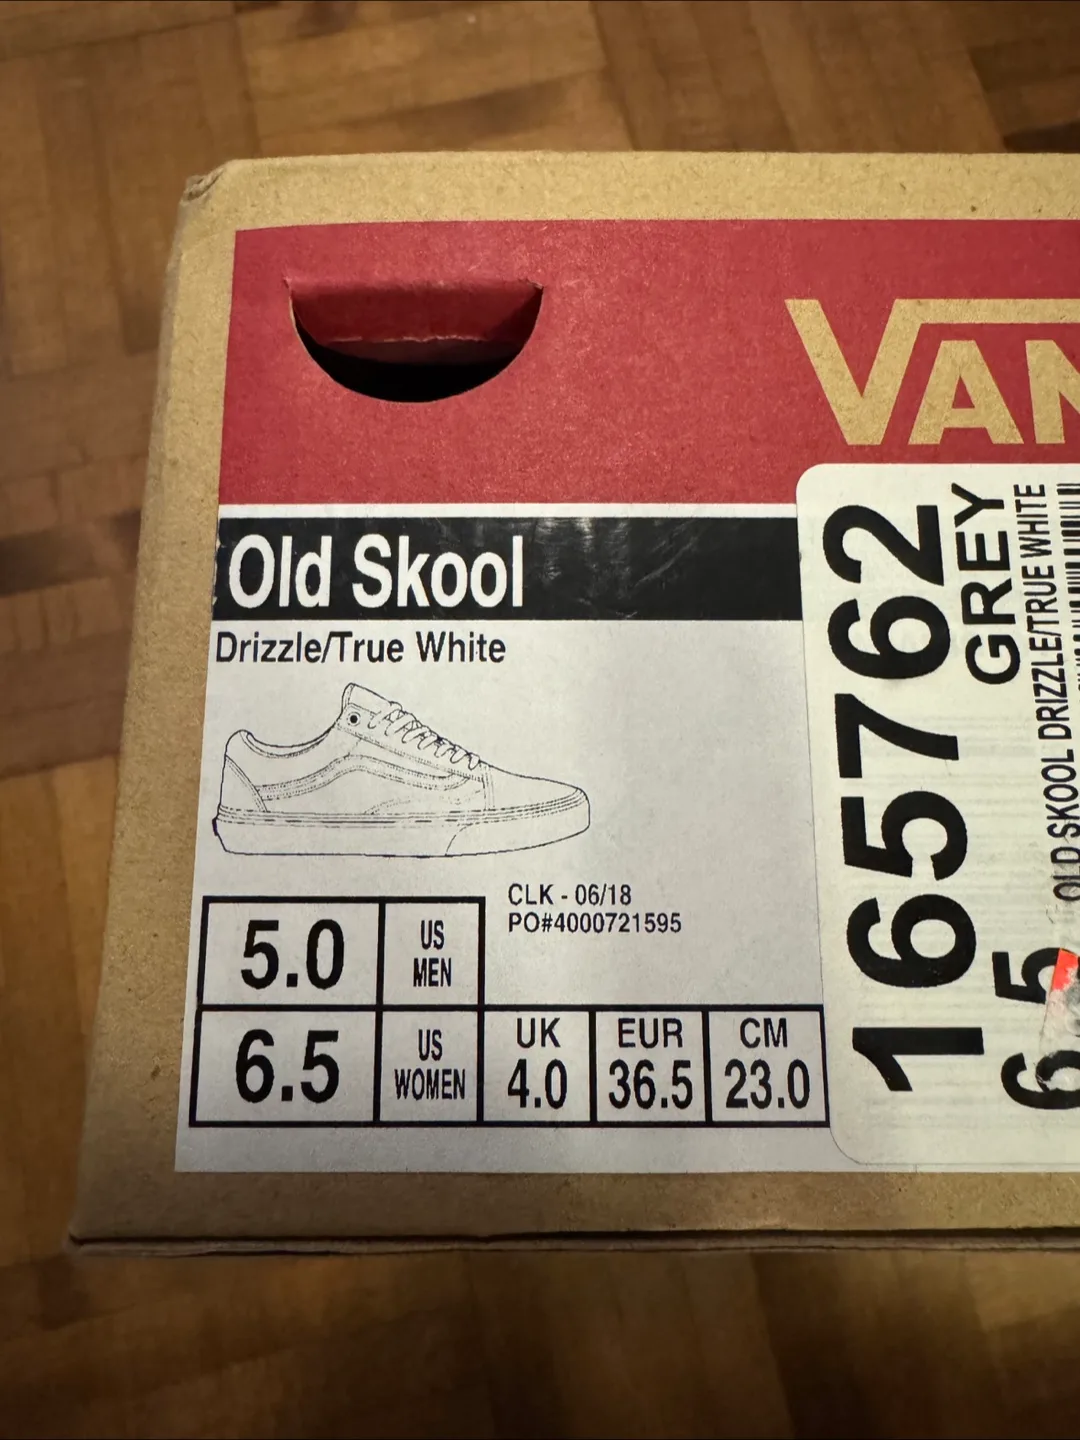 VAN
Old Skool
Drizzle/True White
CLK - 06/18
PO#4000721595
5.0 US MEN
6.5 US WOMEN
UK 4.0
EUR 36.5
CM 23.0
165762
GREY
OLD SKOOL DRIZZLE/TRUE WHITE
65